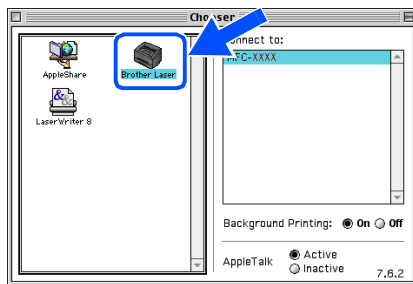 Chooser
AppleShare
Brother Laser
LaserWriter 8
Connect to:
MFC-XXXX
Background Printing: On Off
AppleTalk Active
Inactive
7.6.2